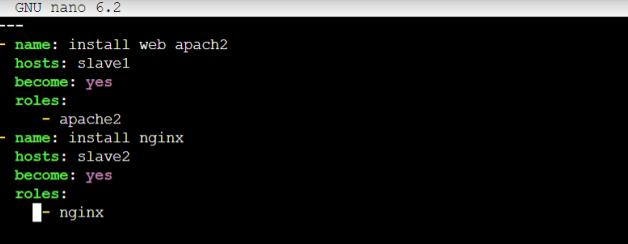 GNU nano 6.2
---
- name: install web apach2
  hosts: slave1
  become: yes
  roles:
     - apache2
- name: install nginx
  hosts: slave2
  become: yes
  roles:
    - nginx